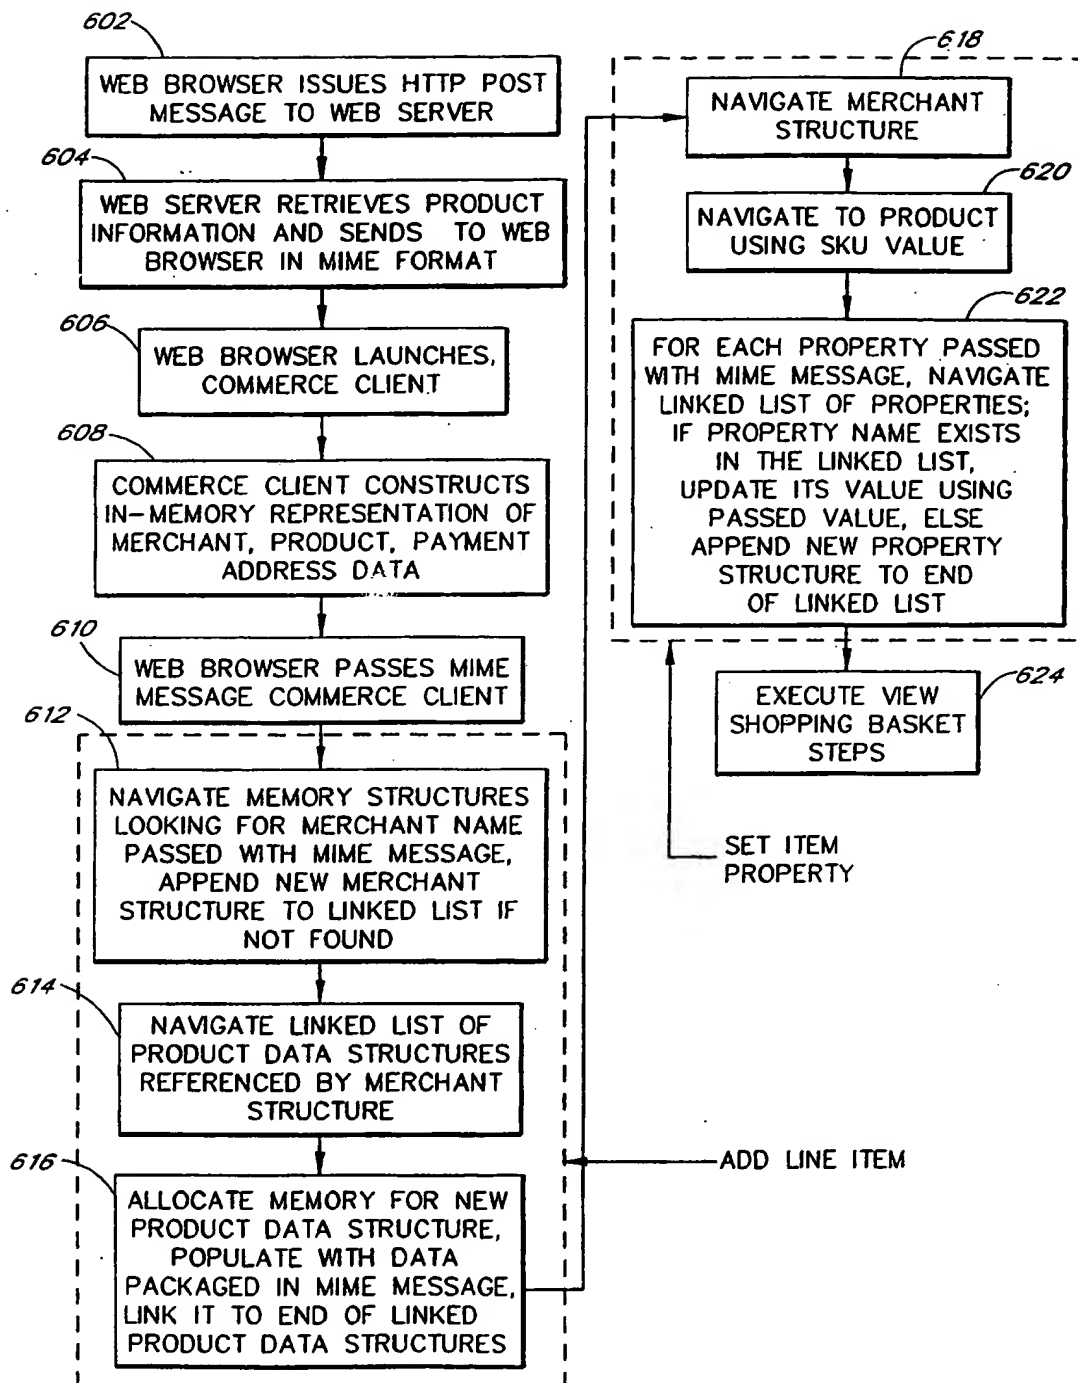 602
WEB BROWSER ISSUES HTTP POST
MESSAGE TO WEB SERVER
604
WEB SERVER RETRIEVES PRODUCT
INFORMATION AND SENDS TO WEB
BROWSER IN MIME FORMAT
606
WEB BROWSER LAUNCHES,
COMMERCE CLIENT
608
COMMERCE CLIENT CONSTRUCTS
IN-MEMORY REPRESENTATION OF
MERCHANT, PRODUCT, PAYMENT
ADDRESS DATA
610
WEB BROWSER PASSES MIME
MESSAGE COMMERCE CLIENT
612
NAVIGATE MEMORY STRUCTURES
LOOKING FOR MERCHANT NAME
PASSED WITH MIME MESSAGE,
APPEND NEW MERCHANT
STRUCTURE TO LINKED LIST IF
NOT FOUND
614
NAVIGATE LINKED LIST OF
PRODUCT DATA STRUCTURES
REFERENCED BY MERCHANT
STRUCTURE
616
ALLOCATE MEMORY FOR NEW
PRODUCT DATA STRUCTURE,
POPULATE WITH DATA
PACKAGED IN MIME MESSAGE,
LINK IT TO END OF LINKED
PRODUCT DATA STRUCTURES
ADD LINE ITEM
618
NAVIGATE MERCHANT
STRUCTURE
620
NAVIGATE TO PRODUCT
USING SKU VALUE
622
FOR EACH PROPERTY PASSED
WITH MIME MESSAGE, NAVIGATE
LINKED LIST OF PROPERTIES;
IF PROPERTY NAME EXISTS
IN THE LINKED LIST,
UPDATE ITS VALUE USING
PASSED VALUE, ELSE
APPEND NEW PROPERTY
STRUCTURE TO END
OF LINKED LIST
624
EXECUTE VIEW
SHOPPING BASKET
STEPS
SET ITEM
PROPERTY